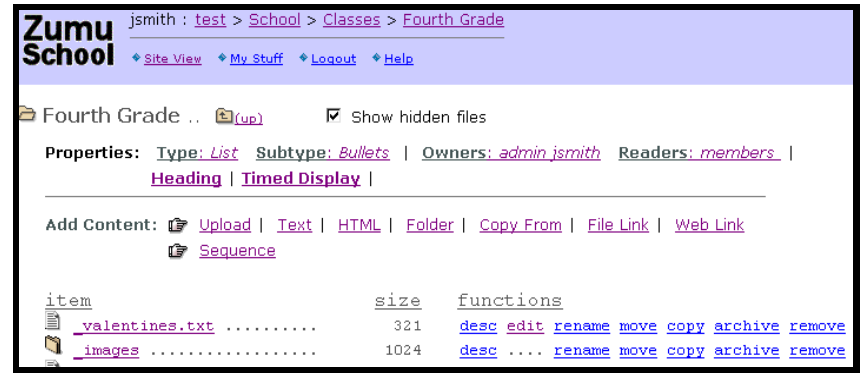 Zumu School
jsmith : test > School > Classes > Fourth Grade
Site View My Stuff Logout Help
Fourth Grade .. (up) Show hidden files
Properties: Type: List Subtype: Bullets | Owners: admin jsmith Readers: members |
Heading | Timed Display |
Add Content: Upload | Text | HTML | Folder | Copy From | File Link | Web Link
Sequence
item size functions
_valentines.txt .......... 321 desc edit rename move copy archive remove
_images .................. 1024 desc .... rename move copy archive remove